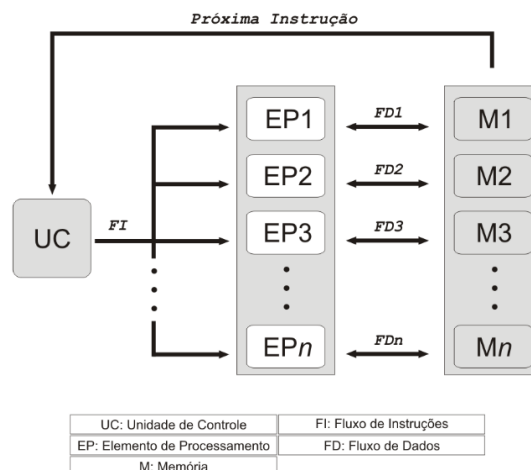 Próxima Instrução
EP1 FD1 M1
EP2 FD2 M2
UC FI EP3 FD3 M3
EPn FDn Mn
UC: Unidade de Controle FI: Fluxo de Instruções
EP: Elemento de Processamento FD: Fluxo de Dados
M: Memória